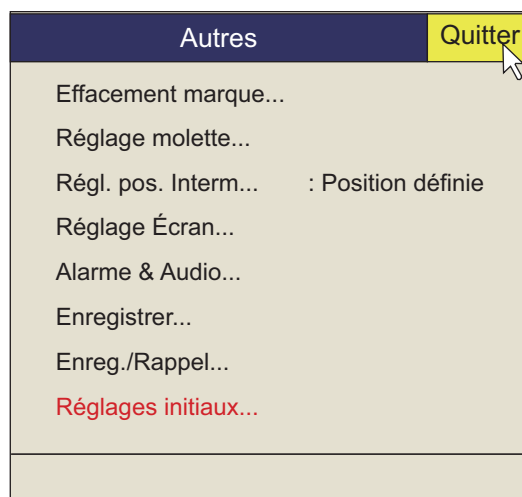 Autres Quitter
Effacement marque...
Réglage molette...
Régl. pos. Interm... : Position définie
Réglage Écran...
Alarme & Audio...
Enregistrer...
Enreg./Rappel...
Réglages initiaux...